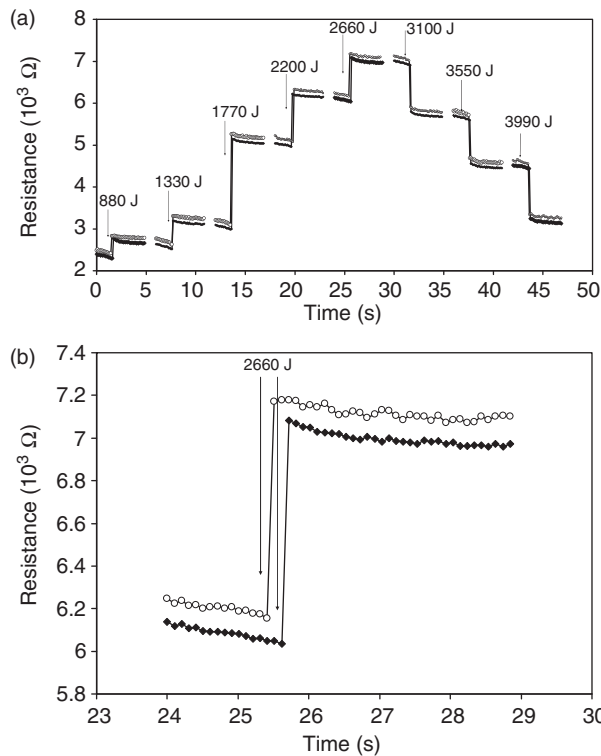 (a)
8
7
6
5
4
3
2
Resistance (10³ Ω)
880 J
1330 J
1770 J
2200 J
2660 J
3100 J
3550 J
3990 J
0 5 10 15 20 25 30 35 40 45 50
Time (s)
(b)
7.4
7.2
7
6.8
6.6
6.4
6.2
6
5.8
Resistance (10³ Ω)
2660 J
23 24 25 26 27 28 29 30
Time (s)